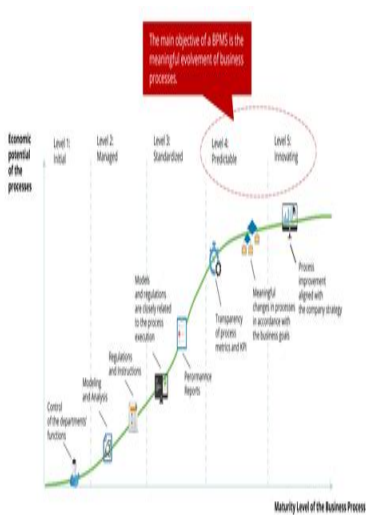 The main objective of a BPMS is the
meaningful evolvement of business
processes.
Economic
potential
of the
processes
Level 1:
Initial
Level 2:
Managed
Level 3:
Standardized
Level 4:
Predictable
Level 5:
Innovating
Control
of the departments'
functions
Modeling
and Analysis
Regulations
and Instructions
Models
and regulations
are closely related
to the process
execution
Performance
Reports
Transparency
of process
metrics and KPI
Meaningful
changes in processes
in accordance with
the business goals
Process
improvement
aligned with
the company strategy
Maturity Level of the Business Process